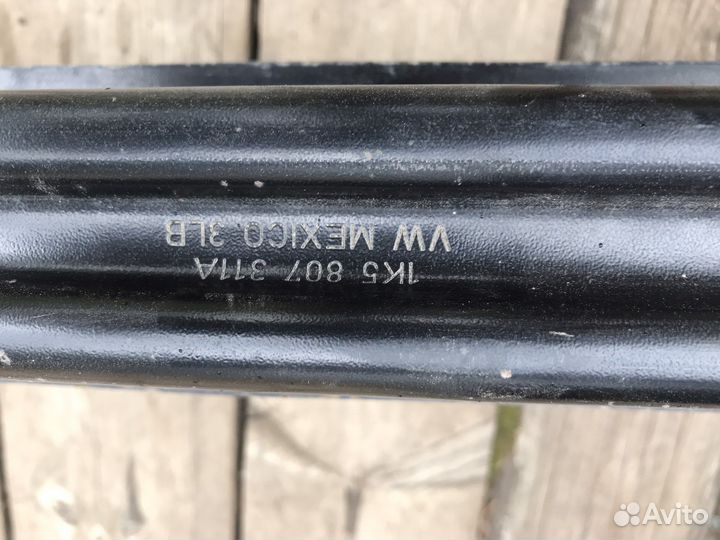 1K5 807 311A
VW MEXICO 3LB
Avito